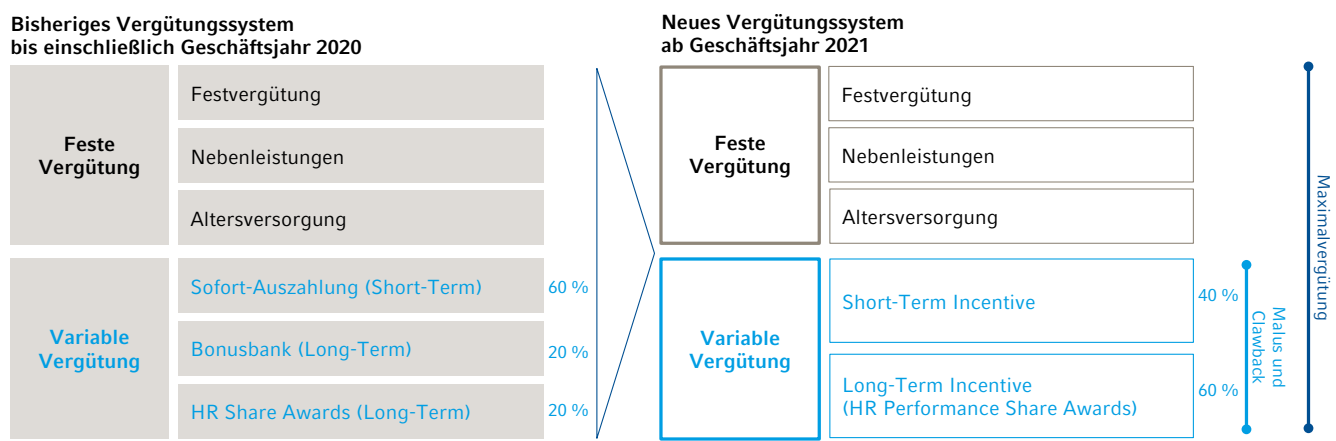 Bisheriges Vergütungssystem
bis einschließlich Geschäftsjahr 2020
Feste
Vergütung
Festvergütung
Nebenleistungen
Altersversorgung
Variable
Vergütung
Sofort-Auszahlung (Short-Term)
60 %
Bonusbank (Long-Term)
20 %
HR Share Awards (Long-Term)
20 %
Neues Vergütungssystem
ab Geschäftsjahr 2021
Feste
Vergütung
Festvergütung
Nebenleistungen
Altersversorgung
Variable
Vergütung
Short-Term Incentive
40 %
Long-Term Incentive
(HR Performance Share Awards)
60 %
Malus und
Clawback
Maximalvergütung